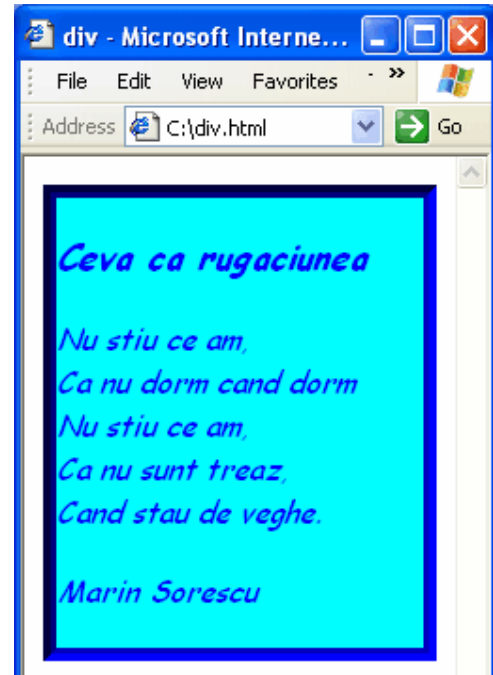 div - Microsoft Interne...
File Edit View Favorites »
Address C:\div.html Go
Ceva ca rugaciunea
Nu stiu ce am,
Ca nu dorm cand dorm
Nu stiu ce am,
Ca nu sunt treaz,
Cand stau de veghe.
Marin Sorescu